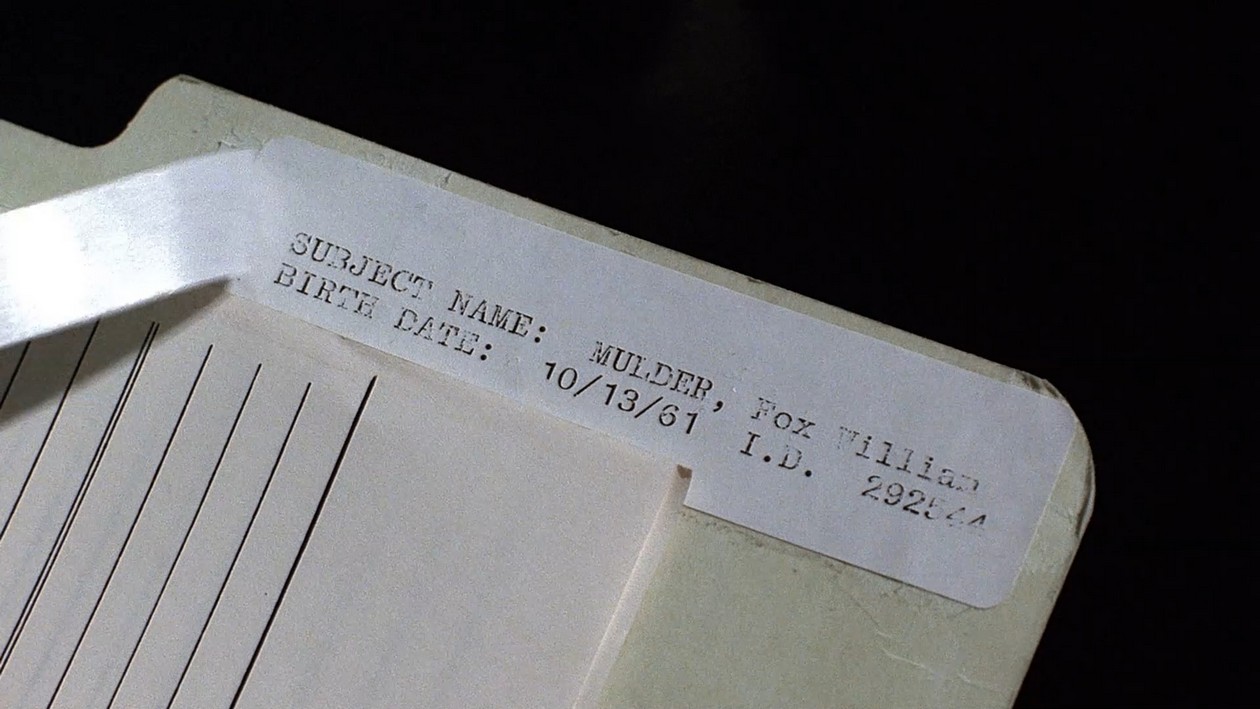 SUBJECT NAME: MULDER, Fox William
BIRTH DATE: 10/13/61 I.D. 292544